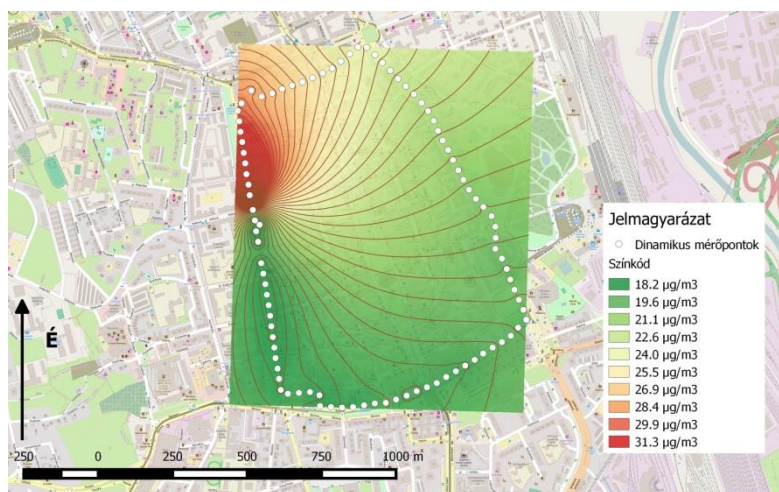 Jelmagyarázat
Dinamikus mérőpontok
Színkód
18.2 µg/m3
19.6 µg/m3
21.1 µg/m3
22.6 µg/m3
24.0 µg/m3
25.5 µg/m3
26.9 µg/m3
28.4 µg/m3
29.9 µg/m3
31.3 µg/m3
É
250 0 250 500 750 1000 m